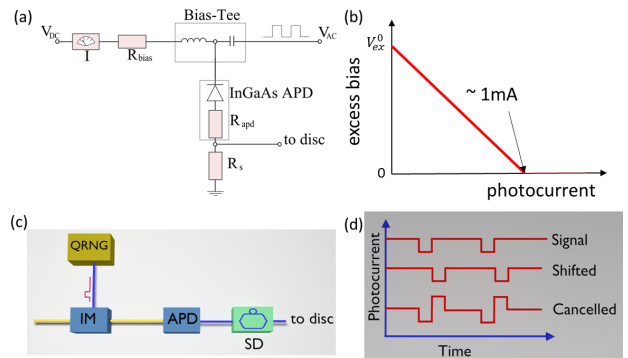 (a)
Bias-Tee
V_DC
V_AC
I
R_bias
InGaAs APD
R_apd
to disc
R_s
(b)
V_ex^0
excess bias
~ 1mA
0
photocurrent
(c)
QRNG
IM
APD
SD
to disc
(d)
Photocurrent
Signal
Shifted
Cancelled
Time